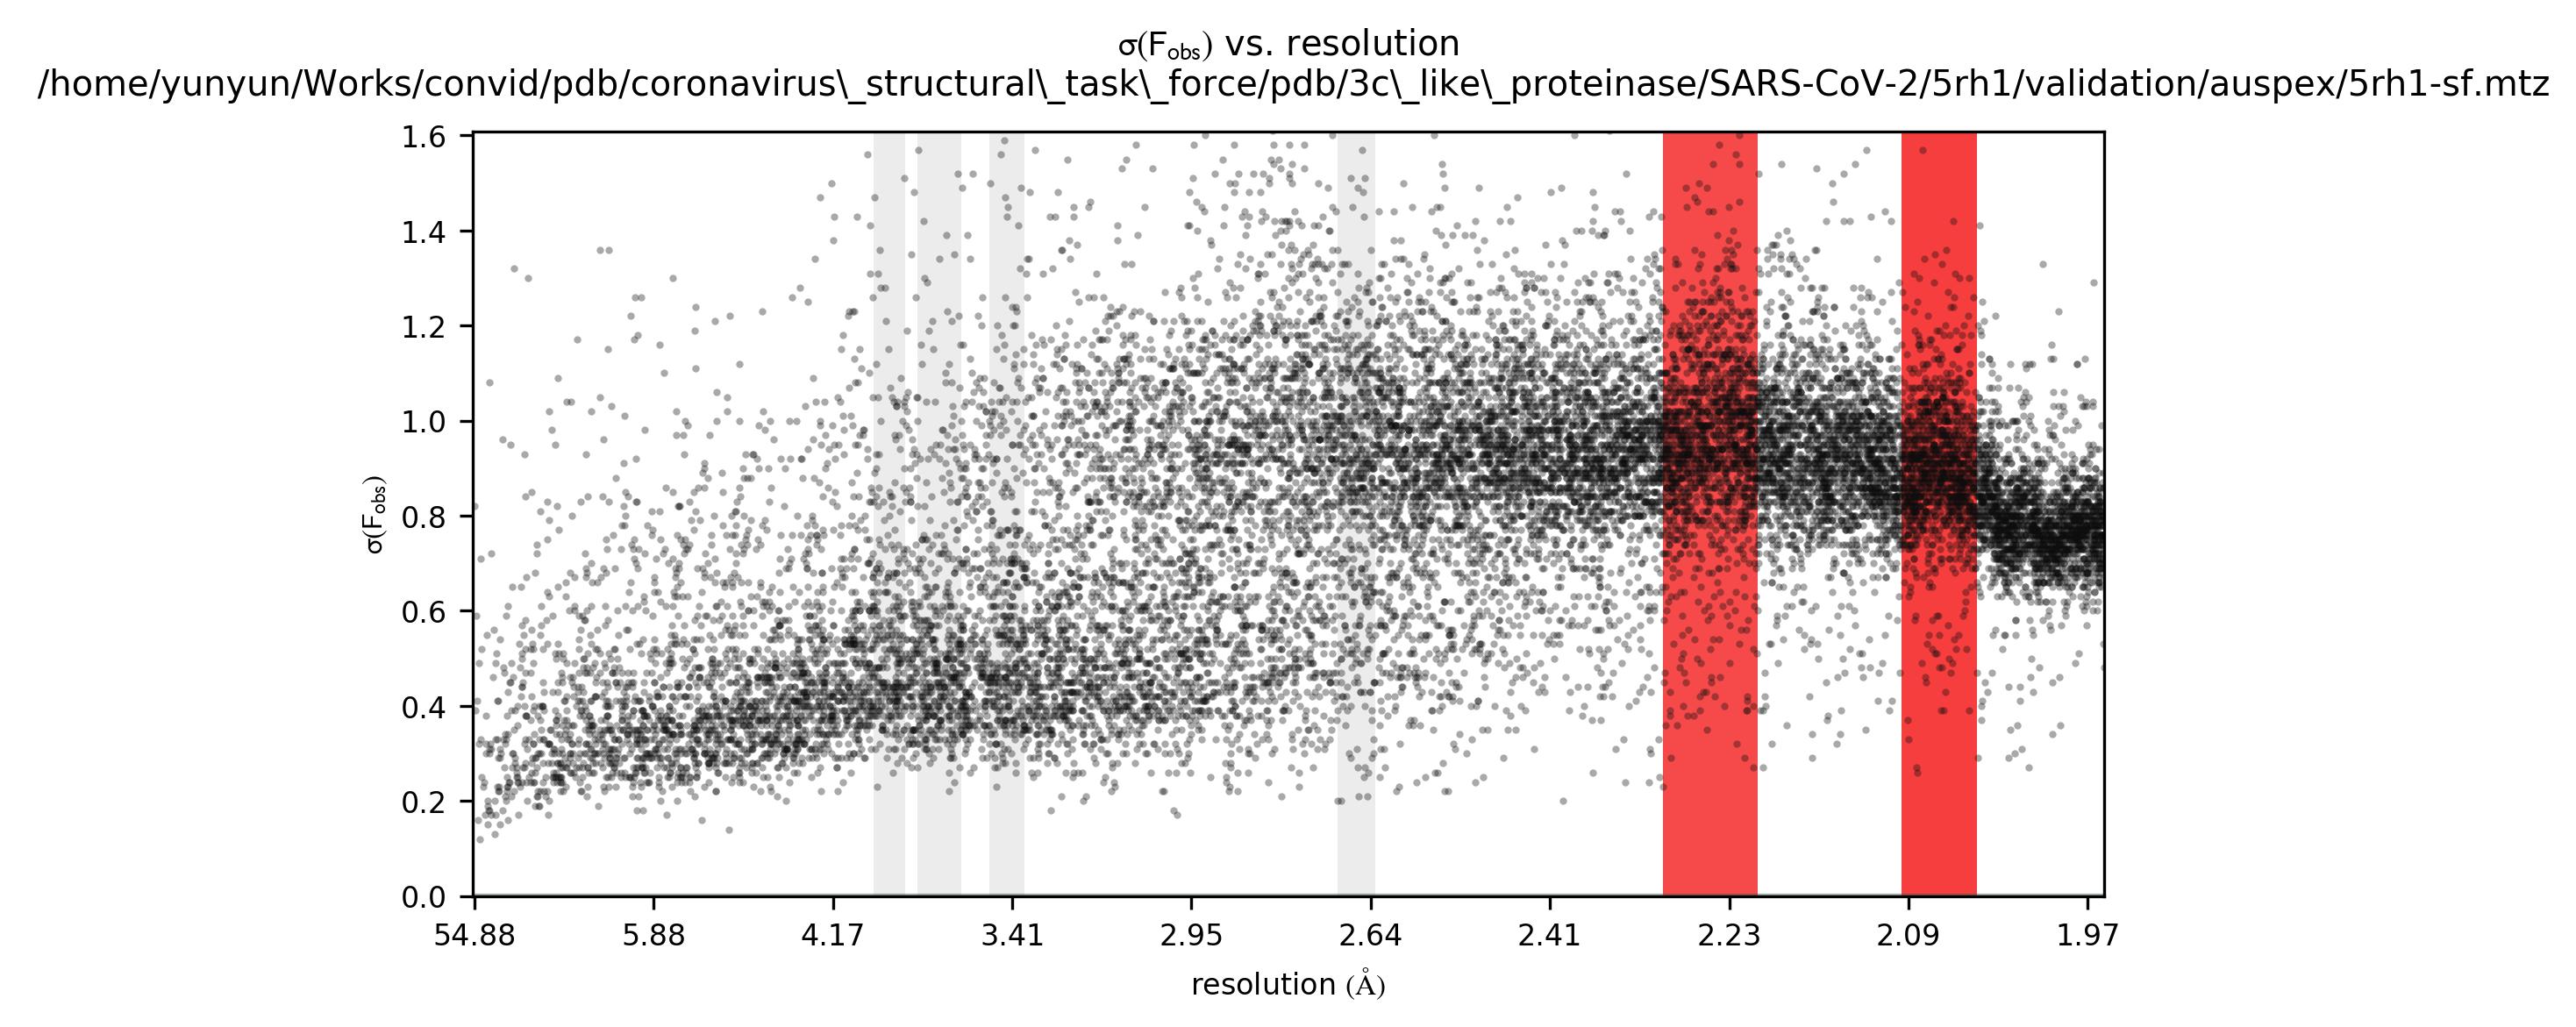 σ(Fobs) vs. resolution
/home/yunyun/Works/convid/pdb/coronavirus\_structural\_task\_force/pdb/3c\_like\_proteinase/SARS-CoV-2/5rh1/validation/auspex/5rh1-sf.mtz
1.6
1.4
1.2
1.0
0.8
0.6
0.4
0.2
0.0
σ(Fobs)
54.88 5.88 4.17 3.41 2.95 2.64 2.41 2.23 2.09 1.97
resolution (Å)